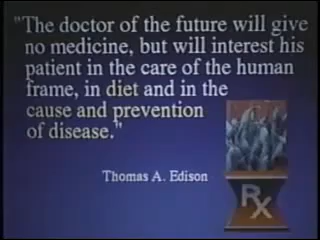 "The doctor of the future will give
no medicine, but will interest his
patient in the care of the human
frame, in diet and in the
cause and prevention
of disease."
Thomas A. Edison
Rx